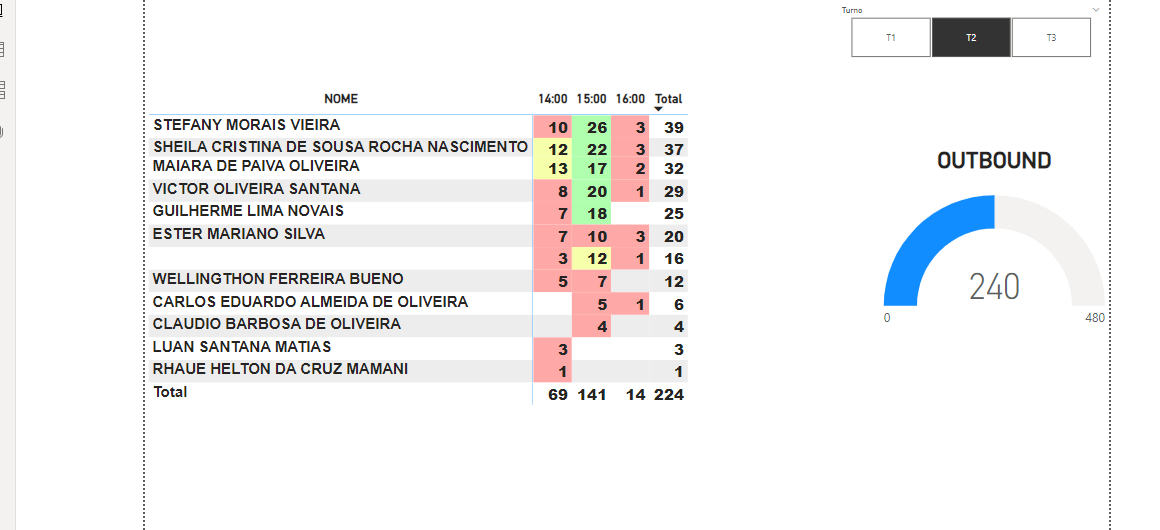 Turno
T1 T2 T3
NOME 14:00 15:00 16:00 Total
STEFANY MORAIS VIEIRA 10 26 3 39
SHEILA CRISTINA DE SOUSA ROCHA NASCIMENTO 12 22 3 37
MAIARA DE PAIVA OLIVEIRA 13 17 2 32
VICTOR OLIVEIRA SANTANA 8 20 1 29
GUILHERME LIMA NOVAIS 7 18 25
ESTER MARIANO SILVA 7 10 3 20
3 12 1 16
WELLINGTHON FERREIRA BUENO 5 7 12
CARLOS EDUARDO ALMEIDA DE OLIVEIRA 5 1 6
CLAUDIO BARBOSA DE OLIVEIRA 4 4
LUAN SANTANA MATIAS 3 3
RHAUE HELTON DA CRUZ MAMANI 1 1
Total 69 141 14 224
OUTBOUND
240
0 480